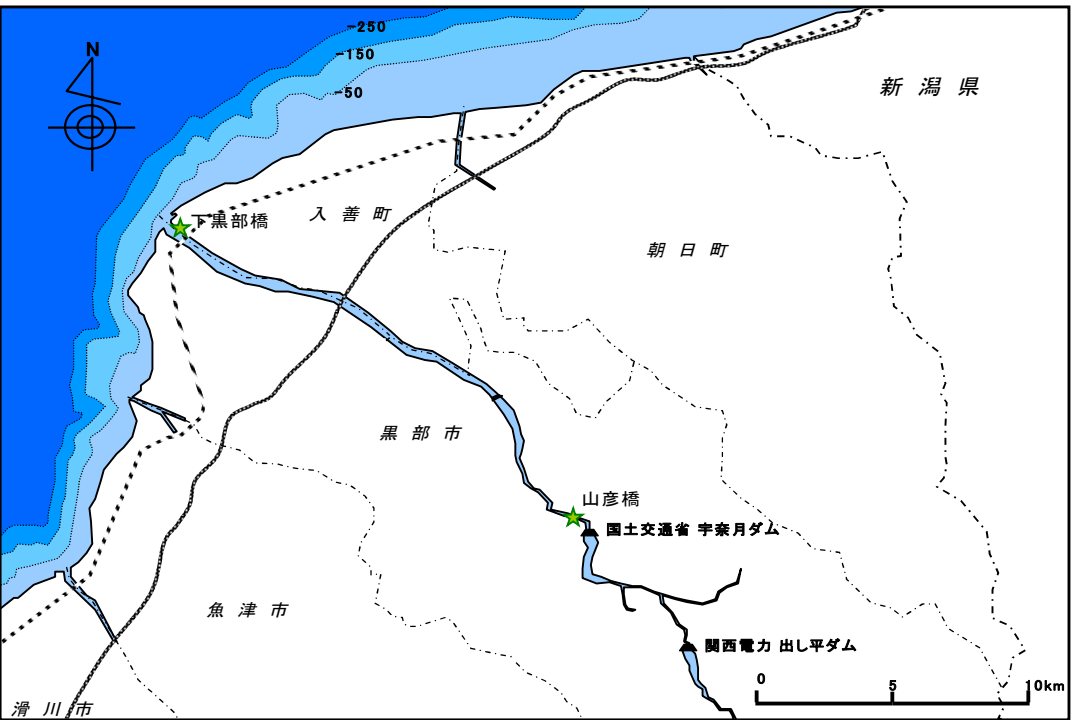 -250
N
-150
-50
新潟県
下黒部橋
入善町
朝日町
黒部市
山彦橋
国土交通省 宇奈月ダム
魚津市
関西電力 出し平ダム
0
5
10km
滑川市